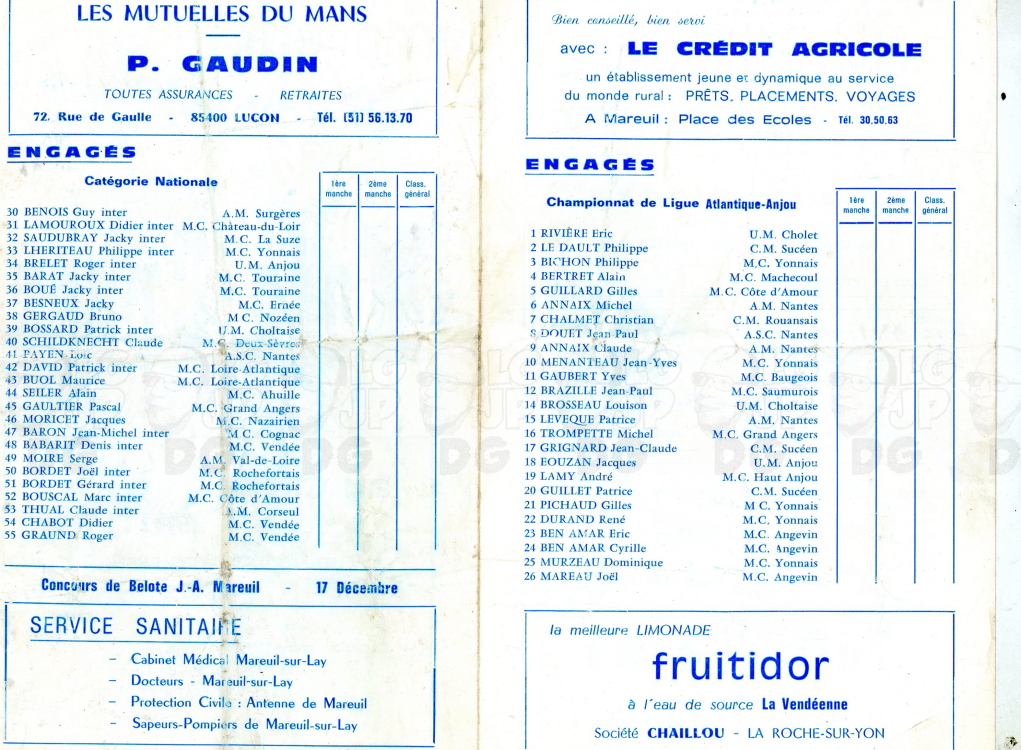 LES MUTUELLES DU MANS
P. GAUDIN
TOUTES ASSURANCES - RETRAITES
72, Rue de Gaulle - 85400 LUCON - Tél. (51) 56.13.70
ENGAGÉS
Catégorie Nationale
1ère manche 2ème manche Class. général
30 BENOIS Guy inter A.M. Surgères
31 LAMOUROUX Didier inter M.C. Château-du-Loir
32 SAUDUBRAY Jacky inter M.C. La Suze
33 LHERITEAU Philippe inter M.C. Yonnais
34 BRELET Roger inter U.M. Anjou
35 BARAT Jacky inter M.C. Touraine
36 BOUÉ Jacky inter M.C. Touraine
37 BESNEUX Jacky M.C. Ernée
38 GERGAUD Bruno M C. Nozéen
39 BOSSARD Patrick inter U.M. Choltaise
40 SCHILDKNECHT Claude M.C. Deux-Sèvres
41 PAYEN Loïc A.S.C. Nantes
42 DAVID Patrick inter M.C. Loire-Atlantique
43 BUOL Maurice M.C. Loire-Atlantique
44 SEILER Alain M.C. Ahuille
45 GAULTIER Pascal M.C. Grand Angers
46 MORICET Jacques M.C. Nazairien
47 BARON Jean-Michel inter M C. Cognac
48 BABARIT Denis inter M.C. Vendée
49 MOIRE Serge A.M. Val-de-Loire
50 BORDET Joël inter M.C. Rochefortais
51 BORDET Gérard inter M.C. Rochefortais
52 BOUSCAL Marc inter M.C. Côte d'Amour
53 THUAL Claude inter A.M. Corseul
54 CHABOT Didier M.C. Vendée
55 GRAUND Roger M.C. Vendée
Concours de Belote J.-A. Mareuil - 17 Décembre
SERVICE SANITAIRE
- Cabinet Médical Mareuil-sur-Lay
- Docteurs - Mareuil-sur-Lay
- Protection Civile : Antenne de Mareuil
- Sapeurs-Pompiers de Mareuil-sur-Lay
Bien conseillé, bien servi
avec : LE CRÉDIT AGRICOLE
un établissement jeune et dynamique au service
du monde rural : PRÊTS, PLACEMENTS, VOYAGES
A Mareuil : Place des Ecoles - Tél. 30.50.63
ENGAGÉS
Championnat de Ligue Atlantique-Anjou
1ère manche 2ème manche Class. général
1 RIVIÈRE Eric U.M. Cholet
2 LE DAULT Philippe C.M. Sucéen
3 BICHON Philippe M.C. Yonnais
4 BERTRET Alain M.C. Machecoul
5 GUILLARD Gilles M.C. Côte d'Amour
6 ANNAIX Michel A.M. Nantes
7 CHALMET Christian C.M. Rouansais
8 DOUET Jean-Paul A.S.C. Nantes
9 ANNAIX Claude A.M. Nantes
10 MENANTEAU Jean-Yves M.C. Yonnais
11 GAUBERT Yves M.C. Baugeois
12 BRAZILLE Jean-Paul M.C. Saumurois
14 BROSSEAU Louison U.M. Choltaise
15 LEVEQUE Patrice A.M. Nantes
16 TROMPETTE Michel M.C. Grand Angers
17 GRIGNARD Jean-Claude C.M. Sucéen
18 EOUZAN Jacques U.M. Anjou
19 LAMY André M.C. Haut Anjou
20 GUILLET Patrice C.M. Sucéen
21 PICHAUD Gilles M C. Yonnais
22 DURAND René M.C. Yonnais
23 BEN AMAR Eric M.C. Angevin
24 BEN AMAR Cyrille M.C. Angevin
25 MURZEAU Dominique M.C. Yonnais
26 MAREAU Joël M.C. Angevin
la meilleure LIMONADE
fruitidor
à l'eau de source La Vendéenne
Société CHAILLOU - LA ROCHE-SUR-YON